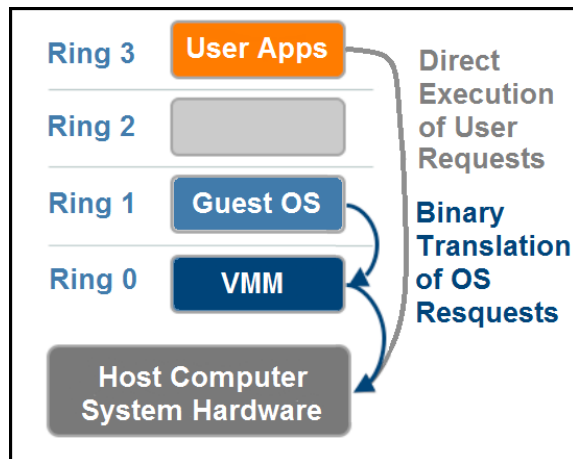 Ring 3
User Apps
Direct
Execution
of User
Requests
Ring 2
Ring 1
Guest OS
Binary
Translation
of OS
Resquests
Ring 0
VMM
Host Computer
System Hardware